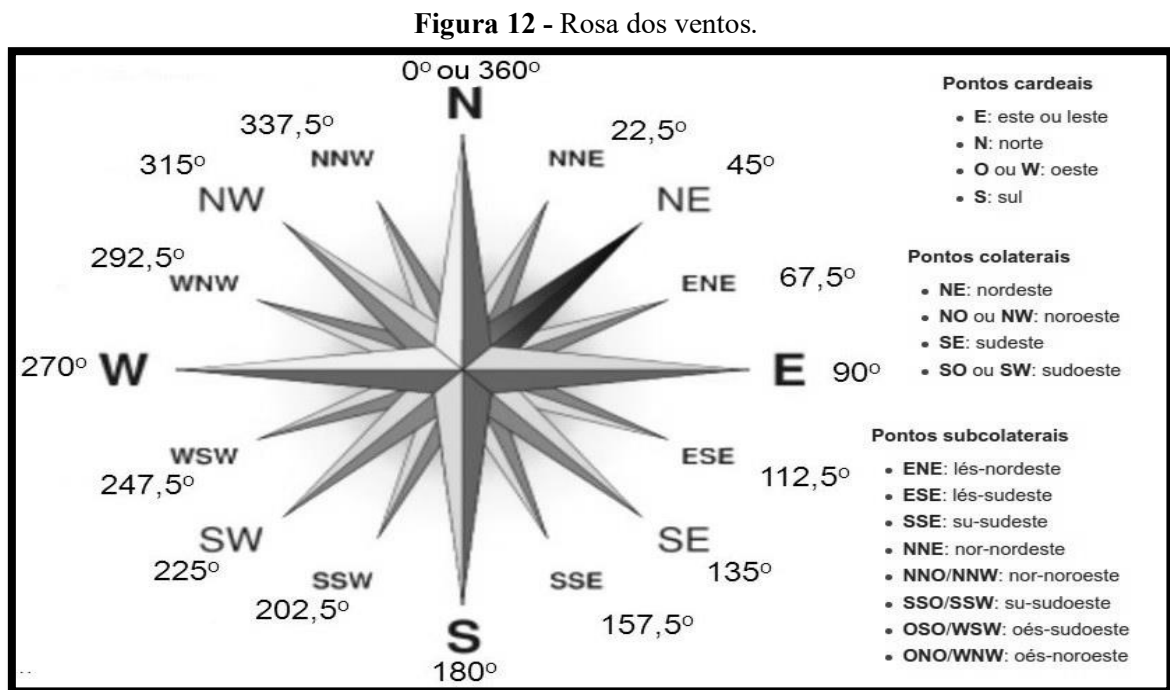 Figura 12 - Rosa dos ventos.
0º ou 360º
N
337,5º
NNW
NNE
22,5º
315º
NW
NE
45º
292,5º
WNW
ENE
67,5º
270º
W
E
90º
WSW
247,5º
ESE
112,5º
SW
225º
SE
135º
SSW
202,5º
SSE
157,5º
S
180º
Pontos cardeais
• E: este ou leste
• N: norte
• O ou W: oeste
• S: sul
Pontos colaterais
• NE: nordeste
• NO ou NW: noroeste
• SE: sudeste
• SO ou SW: sudoeste
Pontos subcolaterais
• ENE: lés-nordeste
• ESE: lés-sudeste
• SSE: su-sudeste
• NNE: nor-nordeste
• NNO/NNW: nor-noroeste
• SSO/SSW: su-sudoeste
• OSO/WSW: oés-sudoeste
• ONO/WNW: oés-noroeste